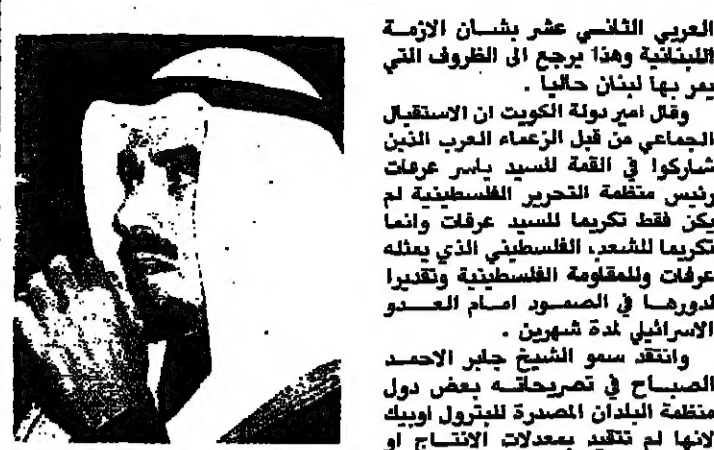 العربي الثاني عشر بشان الازمة
اللبنانية وهذا يرجع الى الظروف التي
يمر بها لبنان حاليا .
وقال امير دولة الكويت ان الاستقبال
الجماعي من قبل الزعماء العرب الذين
شاركوا في القمة للسيد ياسر عرفات
رئيس منظمة التحرير الفلسطينية لم
يكن فقط تكريما للسيد عرفات وانما
تكريما للشعب الفلسطيني الذي يمثله
عرفات وللمقاومة الفلسطينية وتقديرا
لدورها في الصمود امام العدو
الاسرائيلي لمدة شهرين .
وانتقد سمو الشيخ جابر الاحمد
الصباح في تصريحاته بعض دول
منظمة البلدان المصدرة للبترول اوبيك
لانها لم تتقيد بمعدلات الانتاج او